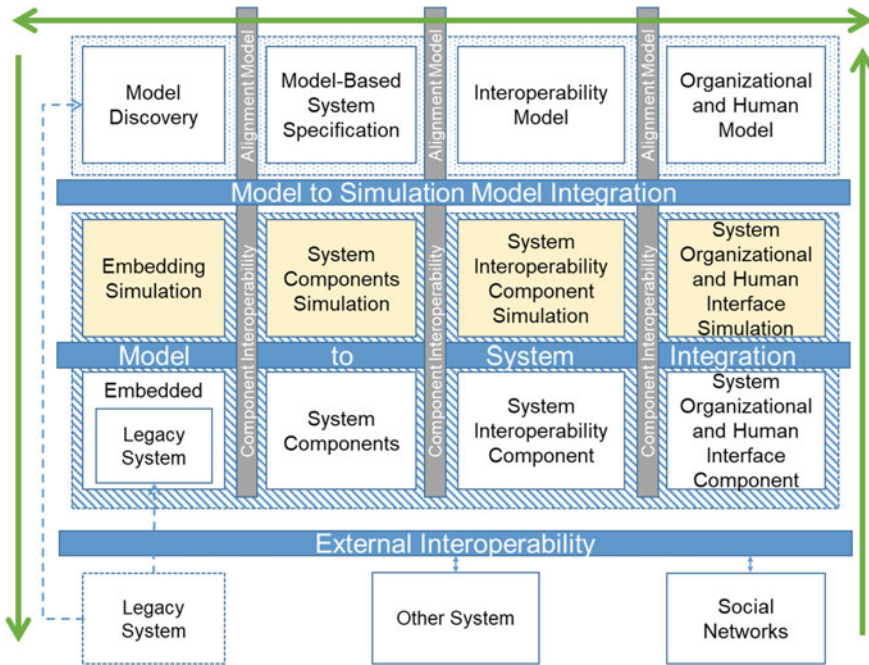 Model
Discovery
Alignment Model
Model-Based
System
Specification
Alignment Model
Interoperability
Model
Alignment Model
Organizational
and Human
Model
Model to Simulation Model Integration
Embedding
Simulation
Component Interoperability
System
Components
Simulation
Component Interoperability
System
Interoperability
Component
Simulation
Component Interoperability
System
Organizational
and Human
Interface
Simulation
Model to System Integration
Embedded
Legacy
System
System
Components
System
Interoperability
Component
System
Organizational
and Human
Interface
Component
External Interoperability
Legacy
System
Other System
Social
Networks